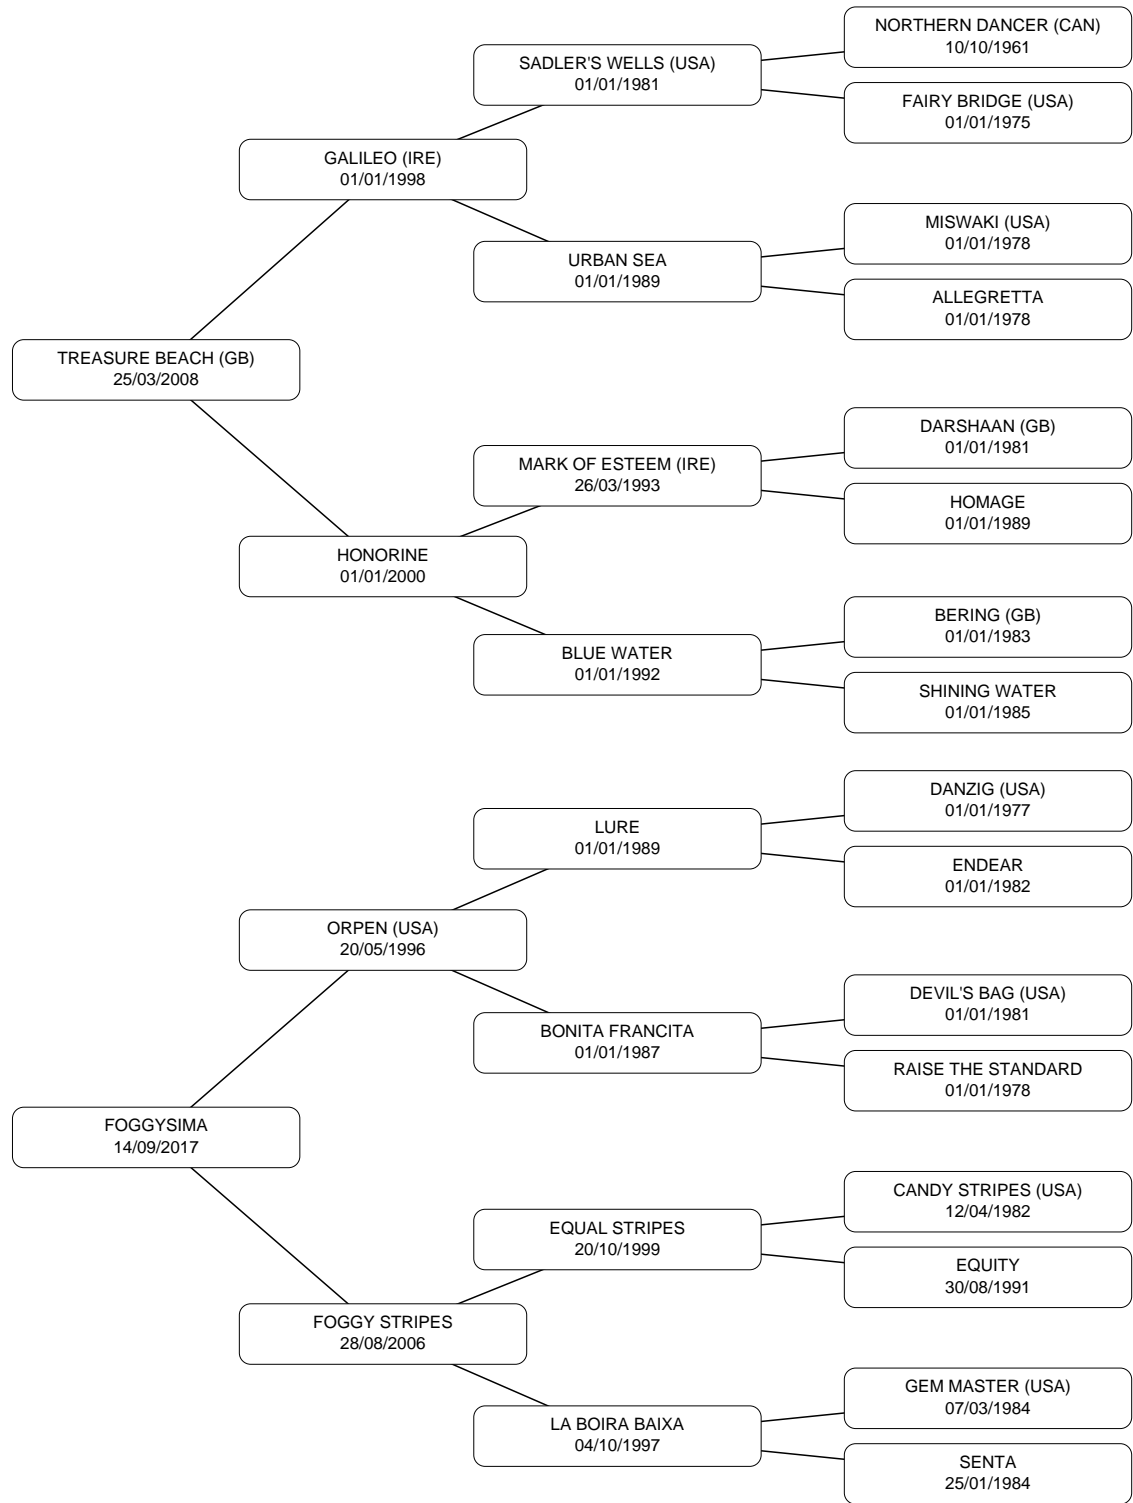 NORTHERN DANCER (CAN)
10/10/1961
SADLER'S WELLS (USA)
01/01/1981
FAIRY BRIDGE (USA)
01/01/1975
GALILEO (IRE)
01/01/1998
MISWAKI (USA)
01/01/1978
URBAN SEA
01/01/1989
ALLEGRETTA
01/01/1978
TREASURE BEACH (GB)
25/03/2008
DARSHAAN (GB)
01/01/1981
MARK OF ESTEEM (IRE)
26/03/1993
HOMAGE
01/01/1989
HONORINE
01/01/2000
BERING (GB)
01/01/1983
BLUE WATER
01/01/1992
SHINING WATER
01/01/1985
DANZIG (USA)
01/01/1977
LURE
01/01/1989
ENDEAR
01/01/1982
ORPEN (USA)
20/05/1996
DEVIL'S BAG (USA)
01/01/1981
BONITA FRANCITA
01/01/1987
RAISE THE STANDARD
01/01/1978
FOGGYSIMA
14/09/2017
CANDY STRIPES (USA)
12/04/1982
EQUAL STRIPES
20/10/1999
EQUITY
30/08/1991
FOGGY STRIPES
28/08/2006
GEM MASTER (USA)
07/03/1984
LA BOIRA BAIXA
04/10/1997
SENTA
25/01/1984